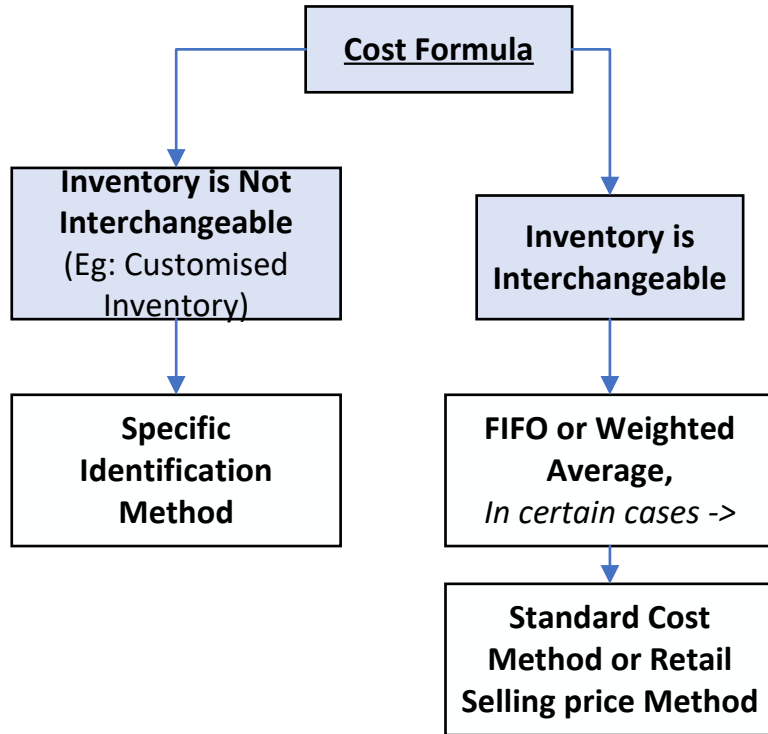 Cost Formula
Inventory is Not
Interchangeable
(Eg: Customised
Inventory)
Inventory is
Interchangeable
Specific
Identification
Method
FIFO or Weighted
Average,
In certain cases ->
Standard Cost
Method or Retail
Selling price Method